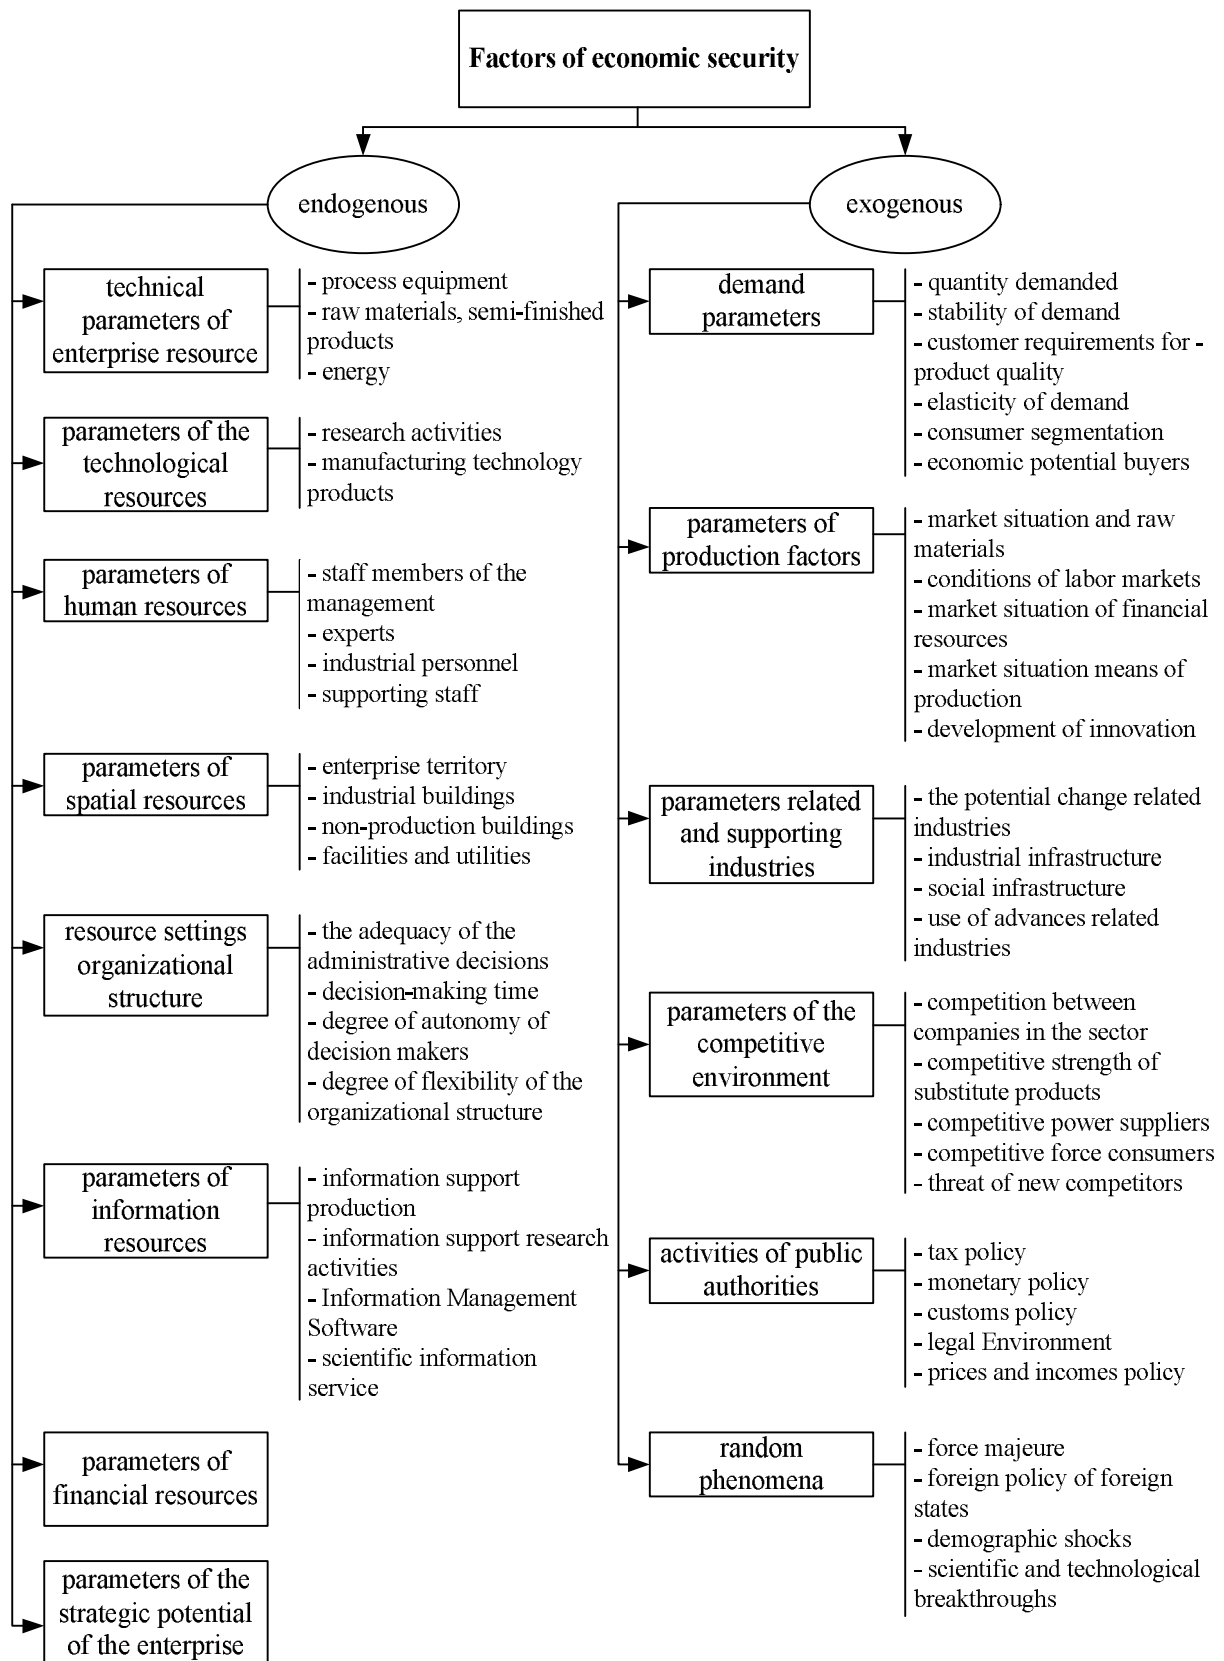 Factors of economic security
endogenous
technical
parameters of
enterprise resource
- process equipment
- raw materials, semi-finished
products
- energy
parameters of the
technological
resources
- research activities
- manufacturing technology
products
parameters of
human resources
- staff members of the
management
- experts
- industrial personnel
- supporting staff
parameters of
spatial resources
- enterprise territory
- industrial buildings
- non-production buildings
- facilities and utilities
resource settings
organizational
structure
- the adequacy of the
administrative decisions
- decision-making time
- degree of autonomy of
decision makers
- degree of flexibility of the
organizational structure
parameters of
information
resources
- information support
production
- information support research
activities
- Information Management
Software
- scientific information
service
parameters of
financial resources
parameters of the
strategic potential
of the enterprise
exogenous
demand
parameters
- quantity demanded
- stability of demand
- customer requirements for -
product quality
- elasticity of demand
- consumer segmentation
- economic potential buyers
parameters of
production factors
- market situation and raw
materials
- conditions of labor markets
- market situation of financial
resources
- market situation means of
production
- development of innovation
parameters related
and supporting
industries
- the potential change related
industries
- industrial infrastructure
- social infrastructure
- use of advances related
industries
parameters of the
competitive
environment
- competition between
companies in the sector
- competitive strength of
substitute products
- competitive power suppliers
- competitive force consumers
- threat of new competitors
activities of public
authorities
- tax policy
- monetary policy
- customs policy
- legal Environment
- prices and incomes policy
random
phenomena
- force majeure
- foreign policy of foreign
states
- demographic shocks
- scientific and technological
breakthroughs